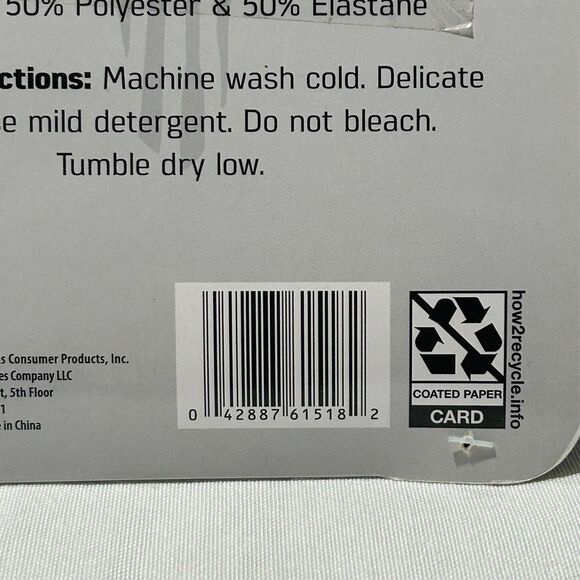 50% Polyester & 50% Elastane
ctions: Machine wash cold. Delicate
e mild detergent. Do not bleach.
Tumble dry low.
s Consumer Products, Inc.
es Company LLC
t, 5th Floor
1
e in China
0 42887 61518 2
COATED PAPER
CARD
how2recycle.info